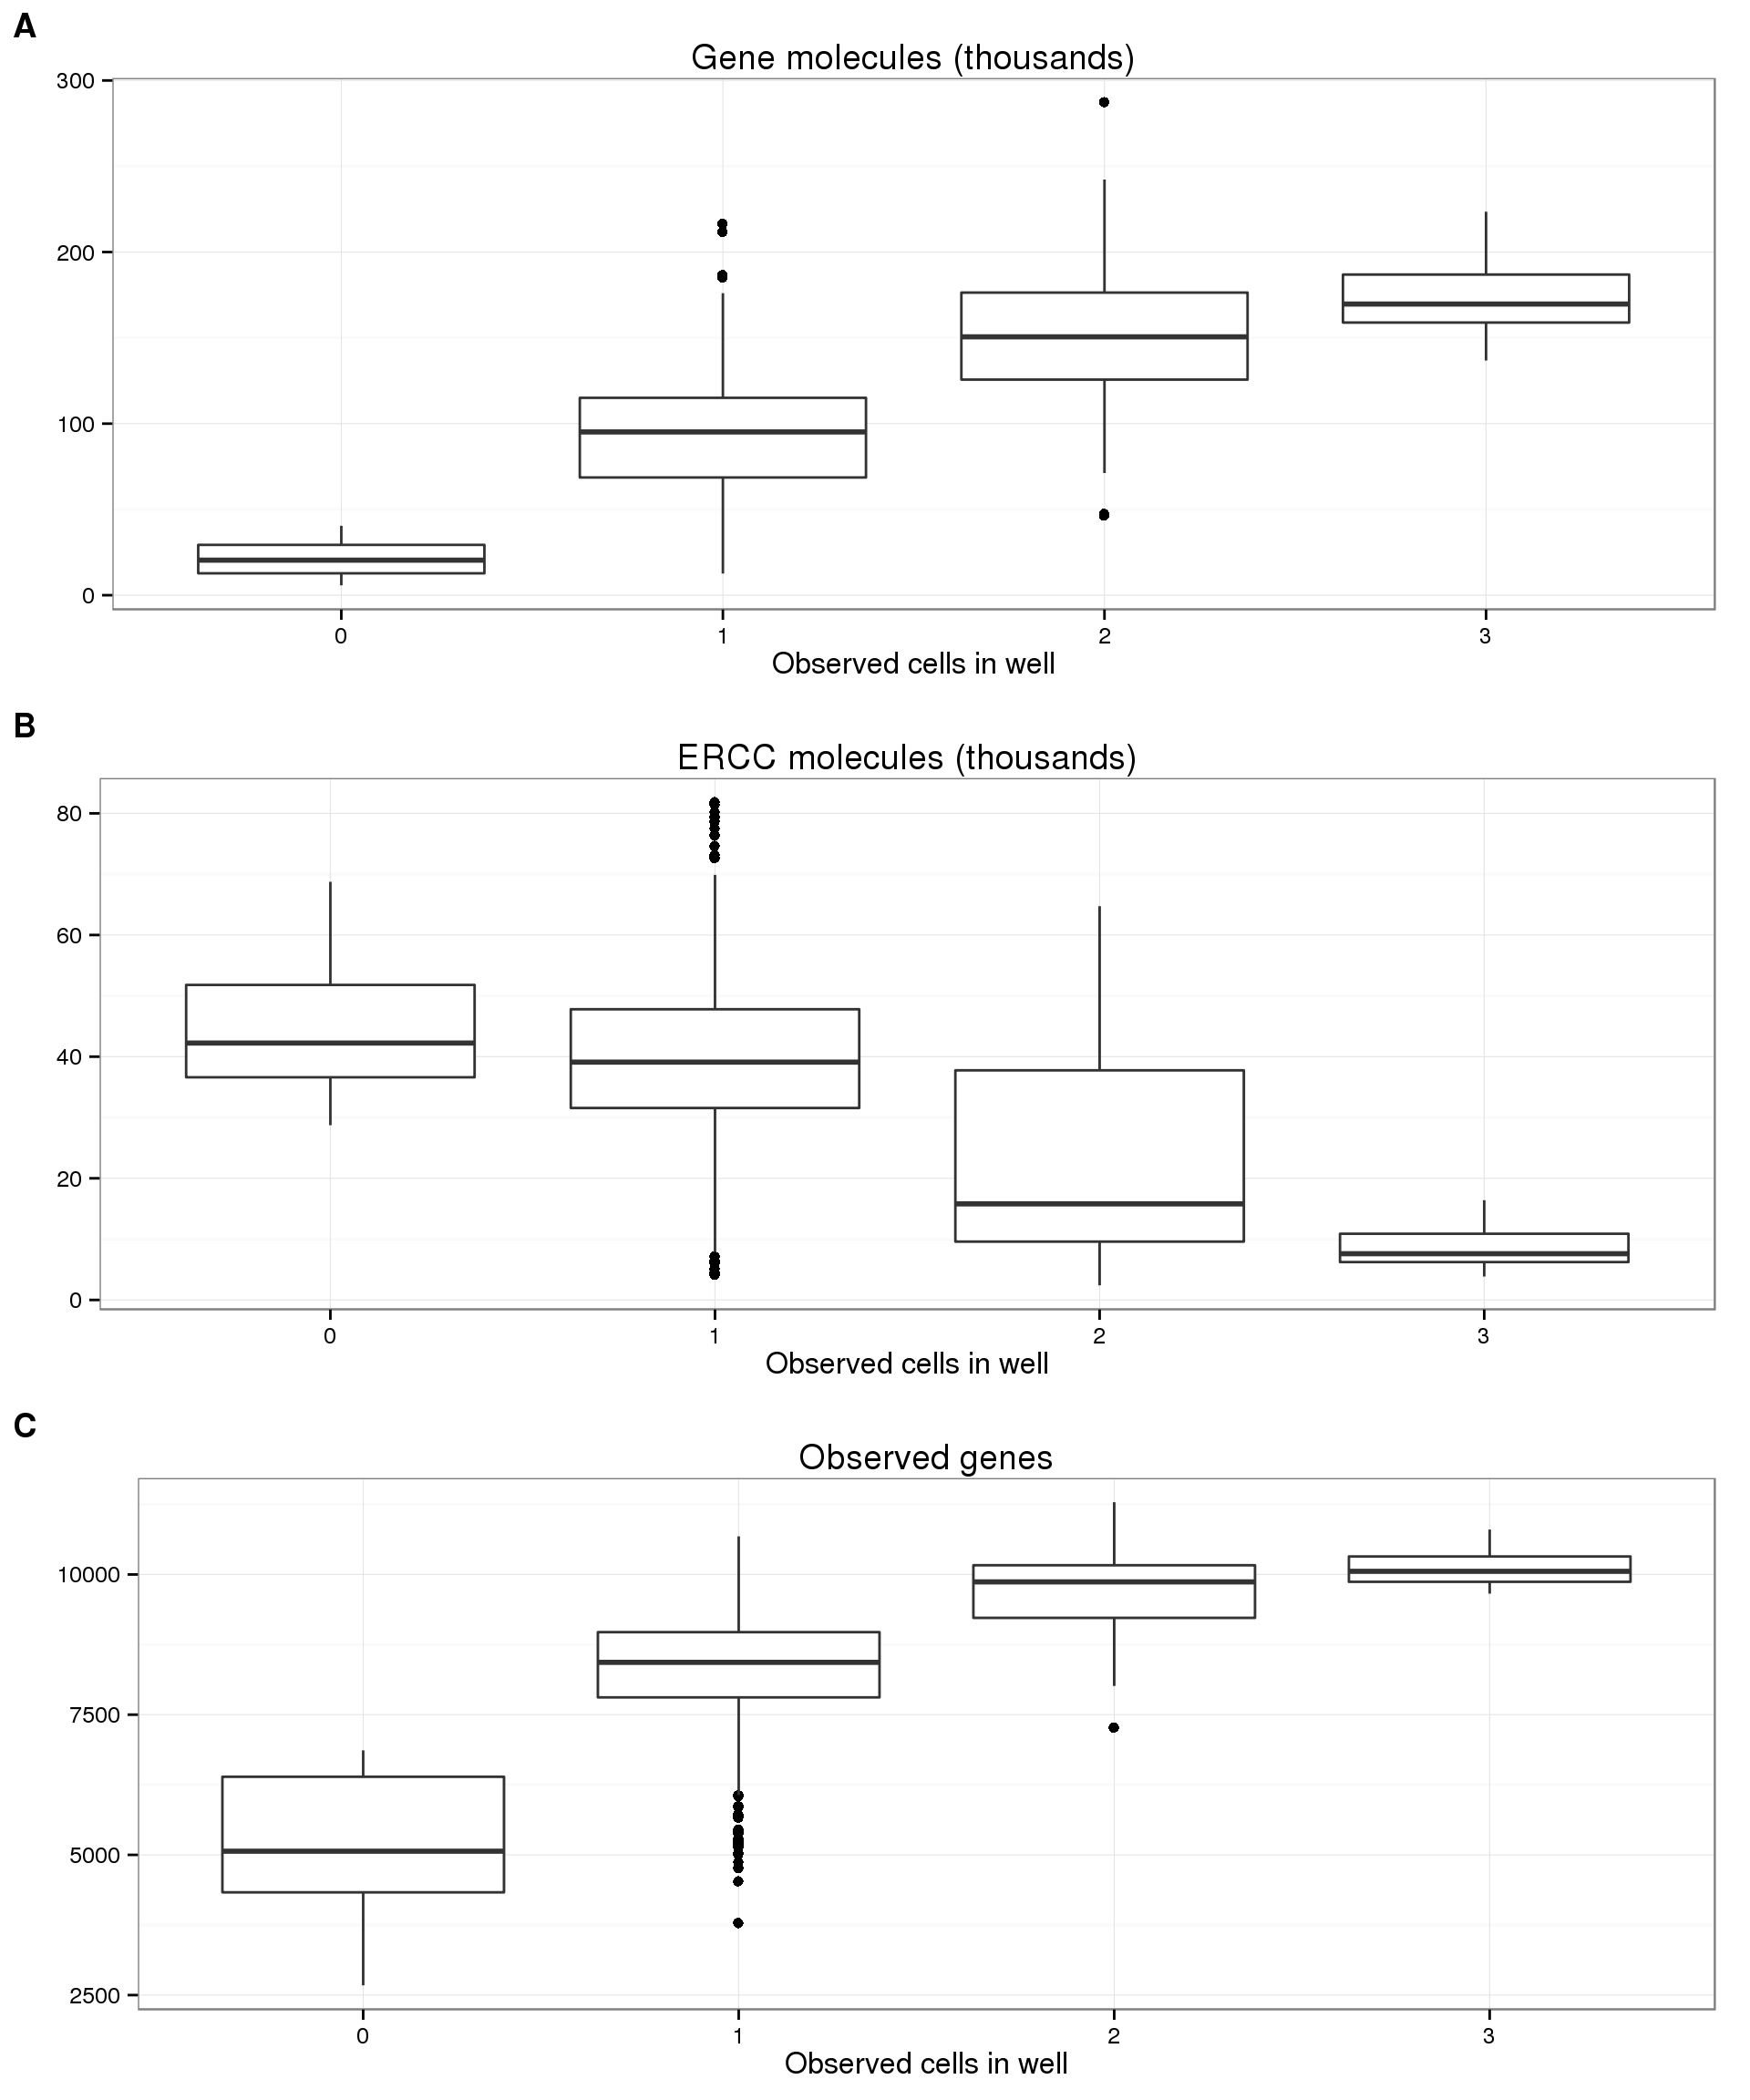 A
Gene molecules (thousands)
300
200
100
0
0 1 2 3
Observed cells in well
B
ERCC molecules (thousands)
80
60
40
20
0
0 1 2 3
Observed cells in well
C
Observed genes
10000
7500
5000
2500
0 1 2 3
Observed cells in well